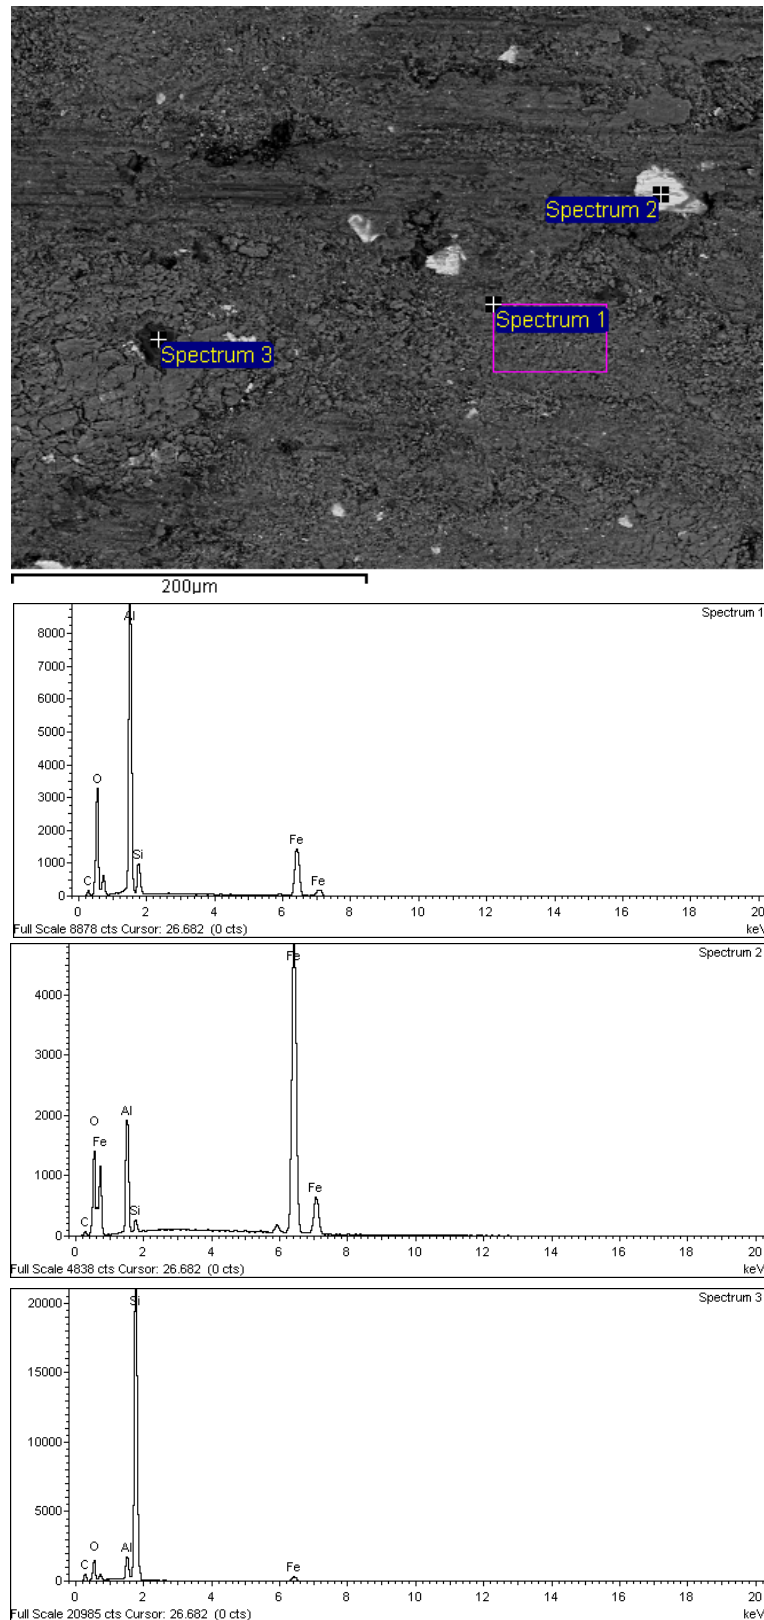 Spectrum 2
Spectrum 1
Spectrum 3
200µm
Spectrum 1
8000
7000
6000
5000
4000
3000
2000
1000
0
Al
O
C
Si
Fe
Fe
0 2 4 6 8 10 12 14 16 18 20
Full Scale 8878 cts Cursor: 26.682 (0 cts)
keV
Spectrum 2
4000
3000
2000
1000
0
Fe
O
Fe
Al
C
Si
Fe
0 2 4 6 8 10 12 14 16 18 20
Full Scale 4838 cts Cursor: 26.682 (0 cts)
keV
Spectrum 3
20000
15000
10000
5000
0
Si
C
O
Al
Fe
0 2 4 6 8 10 12 14 16 18 20
Full Scale 20985 cts Cursor: 26.682 (0 cts)
keV